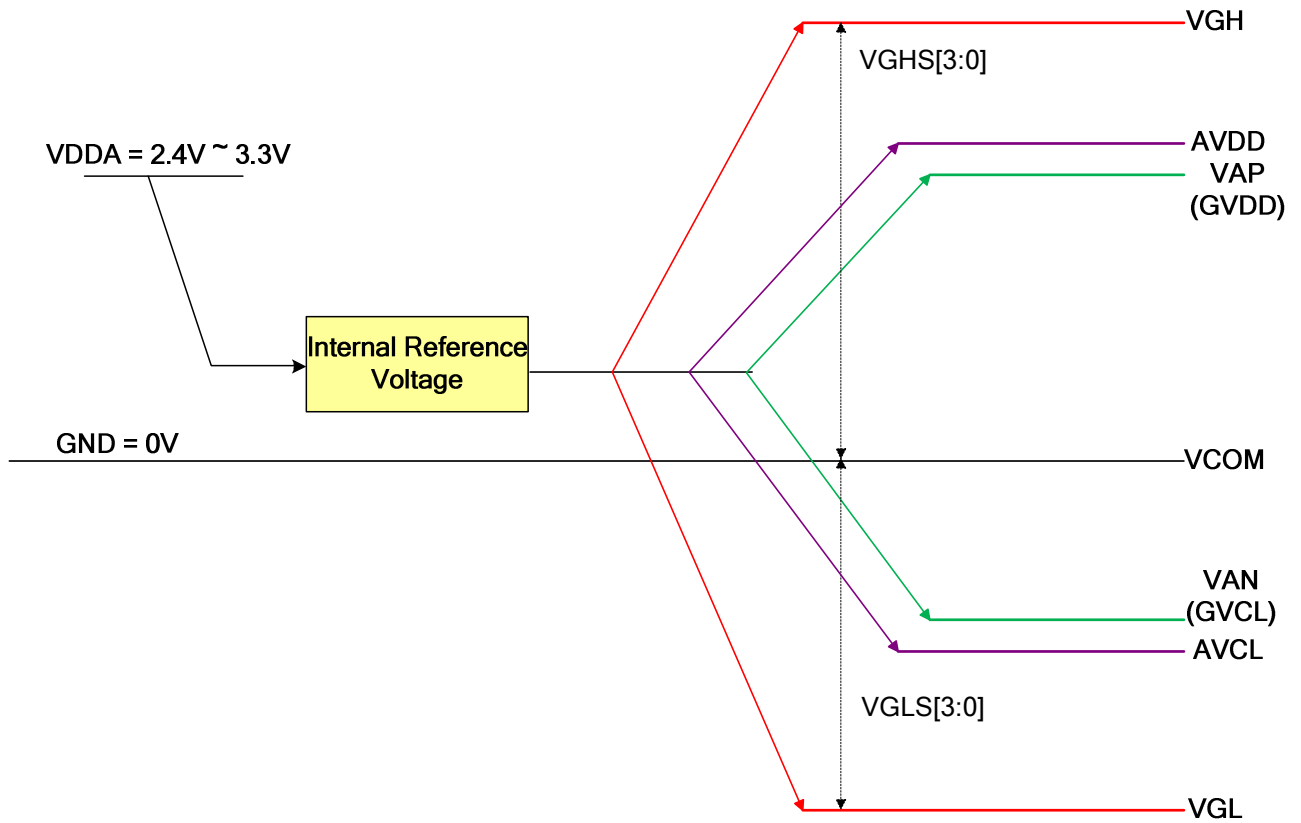 VGH
VGHS[3:0]
AVDD
VDDA = 2.4V ~ 3.3V
VAP
(GVDD)
Internal Reference
Voltage
GND = 0V
VCOM
VAN
(GVCL)
AVCL
VGLS[3:0]
VGL